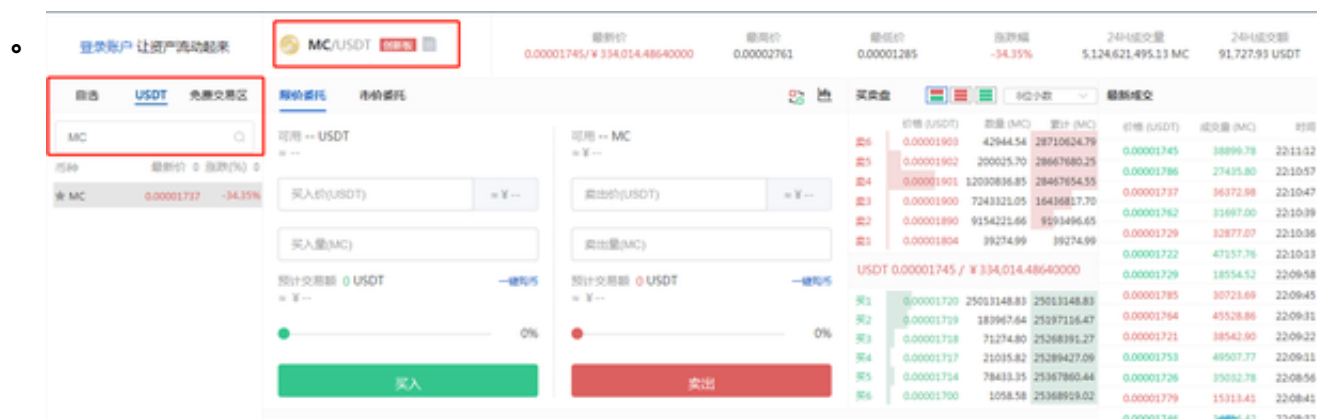 登录账户 让资产流动起来
MC/USDT 创新板
最新价 最高价 最低价 涨跌幅 24H成交量 24H成交额
0.00001745/¥ 334,014.48640000 0.00002761 0.00001285 -34.35% 5,124,621,495.13 MC 91,727.93 USDT
自选 USDT 免费交易区
MC
币种 最新价 涨跌(%)
MC 0.00001737 -34.35%
限价委托 市价委托
可用 -- USDT
≈ --
买入价(USDT) ≈ ¥ --
买入量(MC)
预计交易额 0 USDT 一键购币
≈ ¥ --
0%
买入
可用 -- MC
≈ ¥ --
卖出价(USDT) ≈ ¥ --
卖出量(MC)
预计交易额 0 USDT 一键购币
≈ ¥ --
0%
卖出
买卖盘 8位小数
价格 (USDT) 数量 (MC) 累计 (MC)
卖6 0.00001903 42944.54 28710624.79
卖5 0.00001902 200025.70 28667680.25
卖4 0.00001901 12030836.85 28467654.55
卖3 0.00001900 7243321.05 16436817.70
卖2 0.00001890 9154221.66 9193496.65
卖1 0.00001804 39274.99 39274.99
USDT 0.00001745 / ¥ 334,014.48640000
买1 0.00001720 25013148.83 25013148.83
买2 0.00001719 183967.64 25197116.47
买3 0.00001718 71274.80 25268391.27
买4 0.00001717 21035.82 25289427.09
买5 0.00001714 78433.35 25367860.44
买6 0.00001700 1058.58 25368919.02
最新成交
价格 (USDT) 成交量 (MC) 时间
0.00001745 38899.78 22:11:12
0.00001786 27435.80 22:10:57
0.00001737 36372.98 22:10:47
0.00001762 31697.00 22:10:39
0.00001729 32877.07 22:10:36
0.00001722 47157.76 22:10:13
0.00001729 18554.52 22:09:58
0.00001785 30723.69 22:09:45
0.00001764 45528.86 22:09:31
0.00001721 38542.90 22:09:22
0.00001753 49507.77 22:09:11
0.00001726 35032.78 22:08:56
0.00001779 15313.41 22:08:41